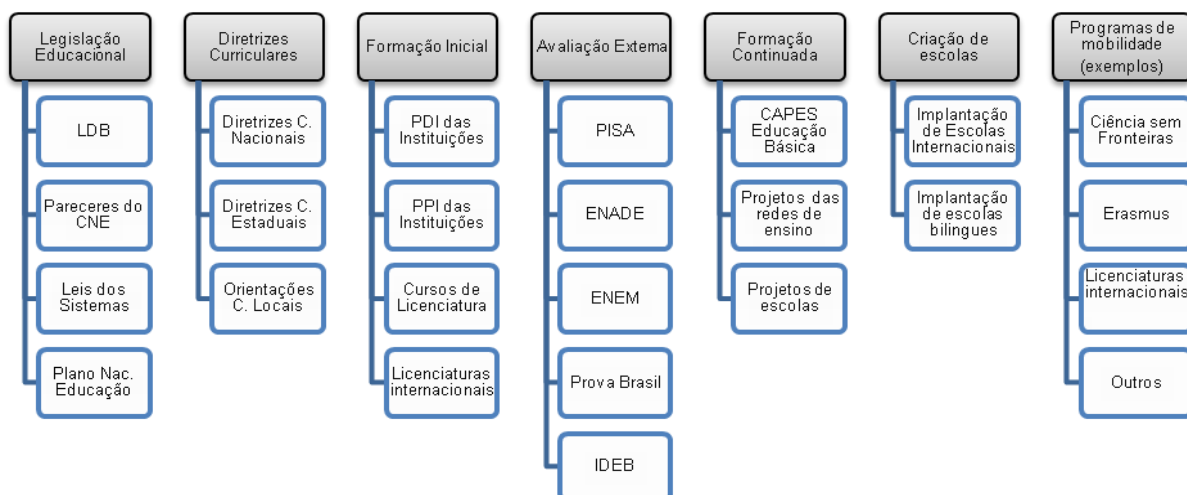 Legislação
Educacional
LDB
Pareceres do
CNE
Leis dos
Sistemas
Plano Nac.
Educação
Diretrizes
Curriculares
Diretrizes C.
Nacionais
Diretrizes C.
Estaduais
Orientações
C. Locais
Formação Inicial
PDI das
Instituições
PPI das
Instituições
Cursos de
Licenciatura
Licenciaturas
internacionais
Avaliação Externa
PISA
ENADE
ENEM
Prova Brasil
IDEB
Formação
Continuada
CAPES
Educação
Básica
Projetos das
redes de
ensino
Projetos de
escolas
Criação de
escolas
Implantação
de Escolas
Internacionais
Implantação
de escolas
bilingues
Programas de
mobilidade
(exemplos)
Ciência sem
Fronteiras
Erasmus
Licenciaturas
internacionais
Outros